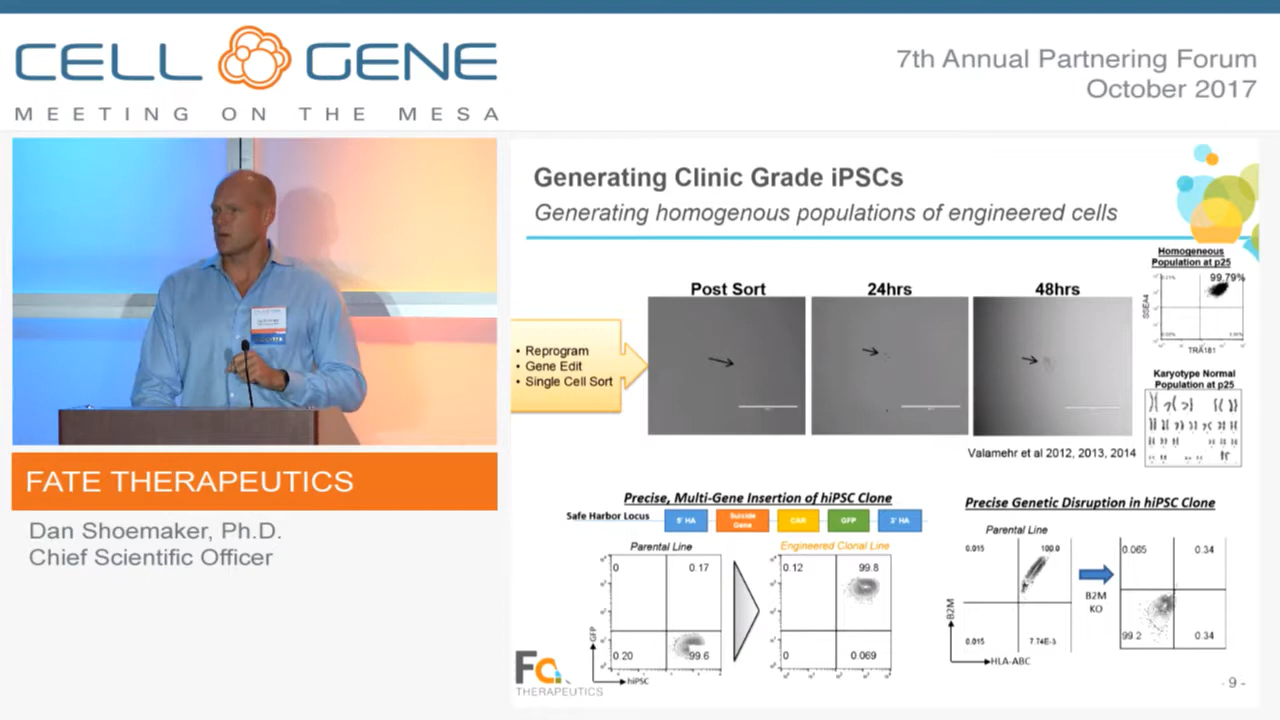 CELL GENE
MEETING ON THE MESA
7th Annual Partnering Forum
October 2017
FATE THERAPEUTICS
Dan Shoemaker, Ph.D.
Chief Scientific Officer
Generating Clinic Grade iPSCs
Generating homogenous populations of engineered cells
• Reprogram
• Gene Edit
• Single Cell Sort
Post Sort
24hrs
48hrs
Valamehr et al 2012, 2013, 2014
Homogeneous
Population at p25
99.79%
SSEA4
TRA181
Karyotype Normal
Population at p25
Precise, Multi-Gene Insertion of hiPSC Clone
Safe Harbor Locus
5' HA
Suicide
Gene
CAR
GFP
3' HA
Parental Line
0
0.17
0.20
99.6
GFP
hiPSC
Engineered Clonal Line
0.12
99.8
0
0.069
Precise Genetic Disruption in hiPSC Clone
Parental Line
0.015
100.0
0.015
7.74E-3
B2M
HLA-ABC
B2M
KO
0.065
0.34
99.2
0.34
Fa
THERAPEUTICS
- 9 -